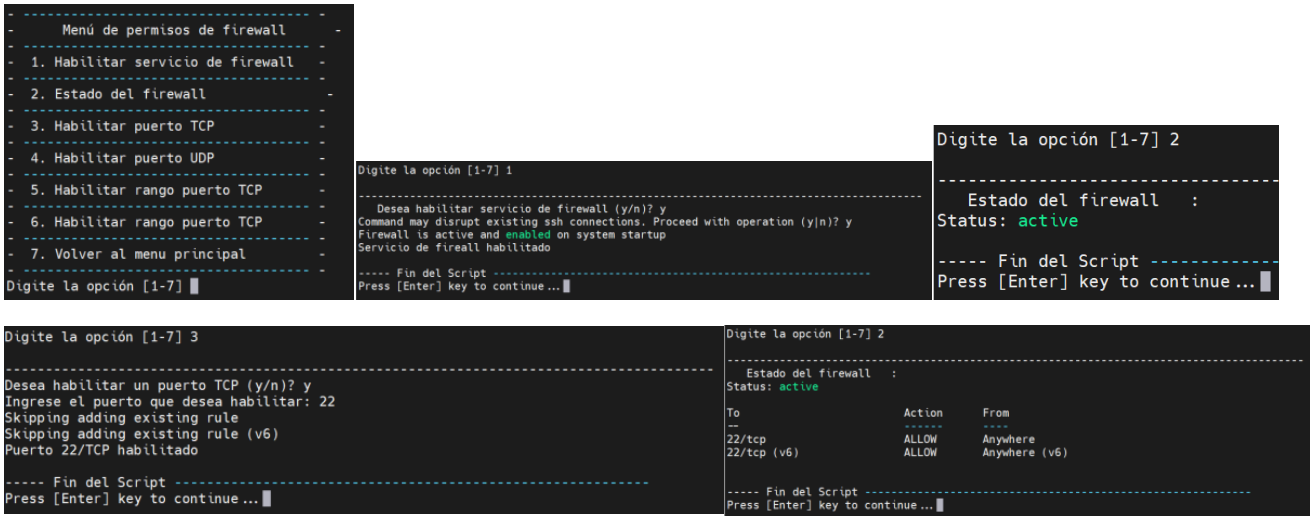 - ------------------------------------ -
-      Menú de permisos de firewall      -
- ------------------------------------ -
-  1. Habilitar servicio de firewall   -
- ------------------------------------ -
-  2. Estado del firewall               -
- ------------------------------------ -
-  3. Habilitar puerto TCP             -
- ------------------------------------ -
-  4. Habilitar puerto UDP             -
- ------------------------------------ -
-  5. Habilitar rango puerto TCP       -
- ------------------------------------ -
-  6. Habilitar rango puerto TCP       -
- ------------------------------------ -
-  7. Volver al menu principal         -
- ------------------------------------ -
Digite la opción [1-7]
Digite la opción [1-7] 1
--------------------------------------------------------------------------------
Desea habilitar servicio de firewall (y/n)? y
Command may disrupt existing ssh connections. Proceed with operation (y|n)? y
Firewall is active and enabled on system startup
Servicio de fireall habilitado
----- Fin del Script ------------------------------------------------------
Press [Enter] key to continue...
Digite la opción [1-7] 2
-----------------------------------
Estado del firewall   :
Status: active
----- Fin del Script -------------
Press [Enter] key to continue...
Digite la opción [1-7] 3
--------------------------------------------------------------------------------
Desea habilitar un puerto TCP (y/n)? y
Ingrese el puerto que desea habilitar: 22
Skipping adding existing rule
Skipping adding existing rule (v6)
Puerto 22/TCP habilitado
----- Fin del Script ------------------------------------------------------
Press [Enter] key to continue...
Digite la opción [1-7] 2
--------------------------------------------------------------------------------
Estado del firewall   :
Status: active
To                         Action      From
--                         ------      ----
22/tcp                     ALLOW       Anywhere
22/tcp (v6)                ALLOW       Anywhere (v6)
----- Fin del Script ------------------------------------------------------
Press [Enter] key to continue...